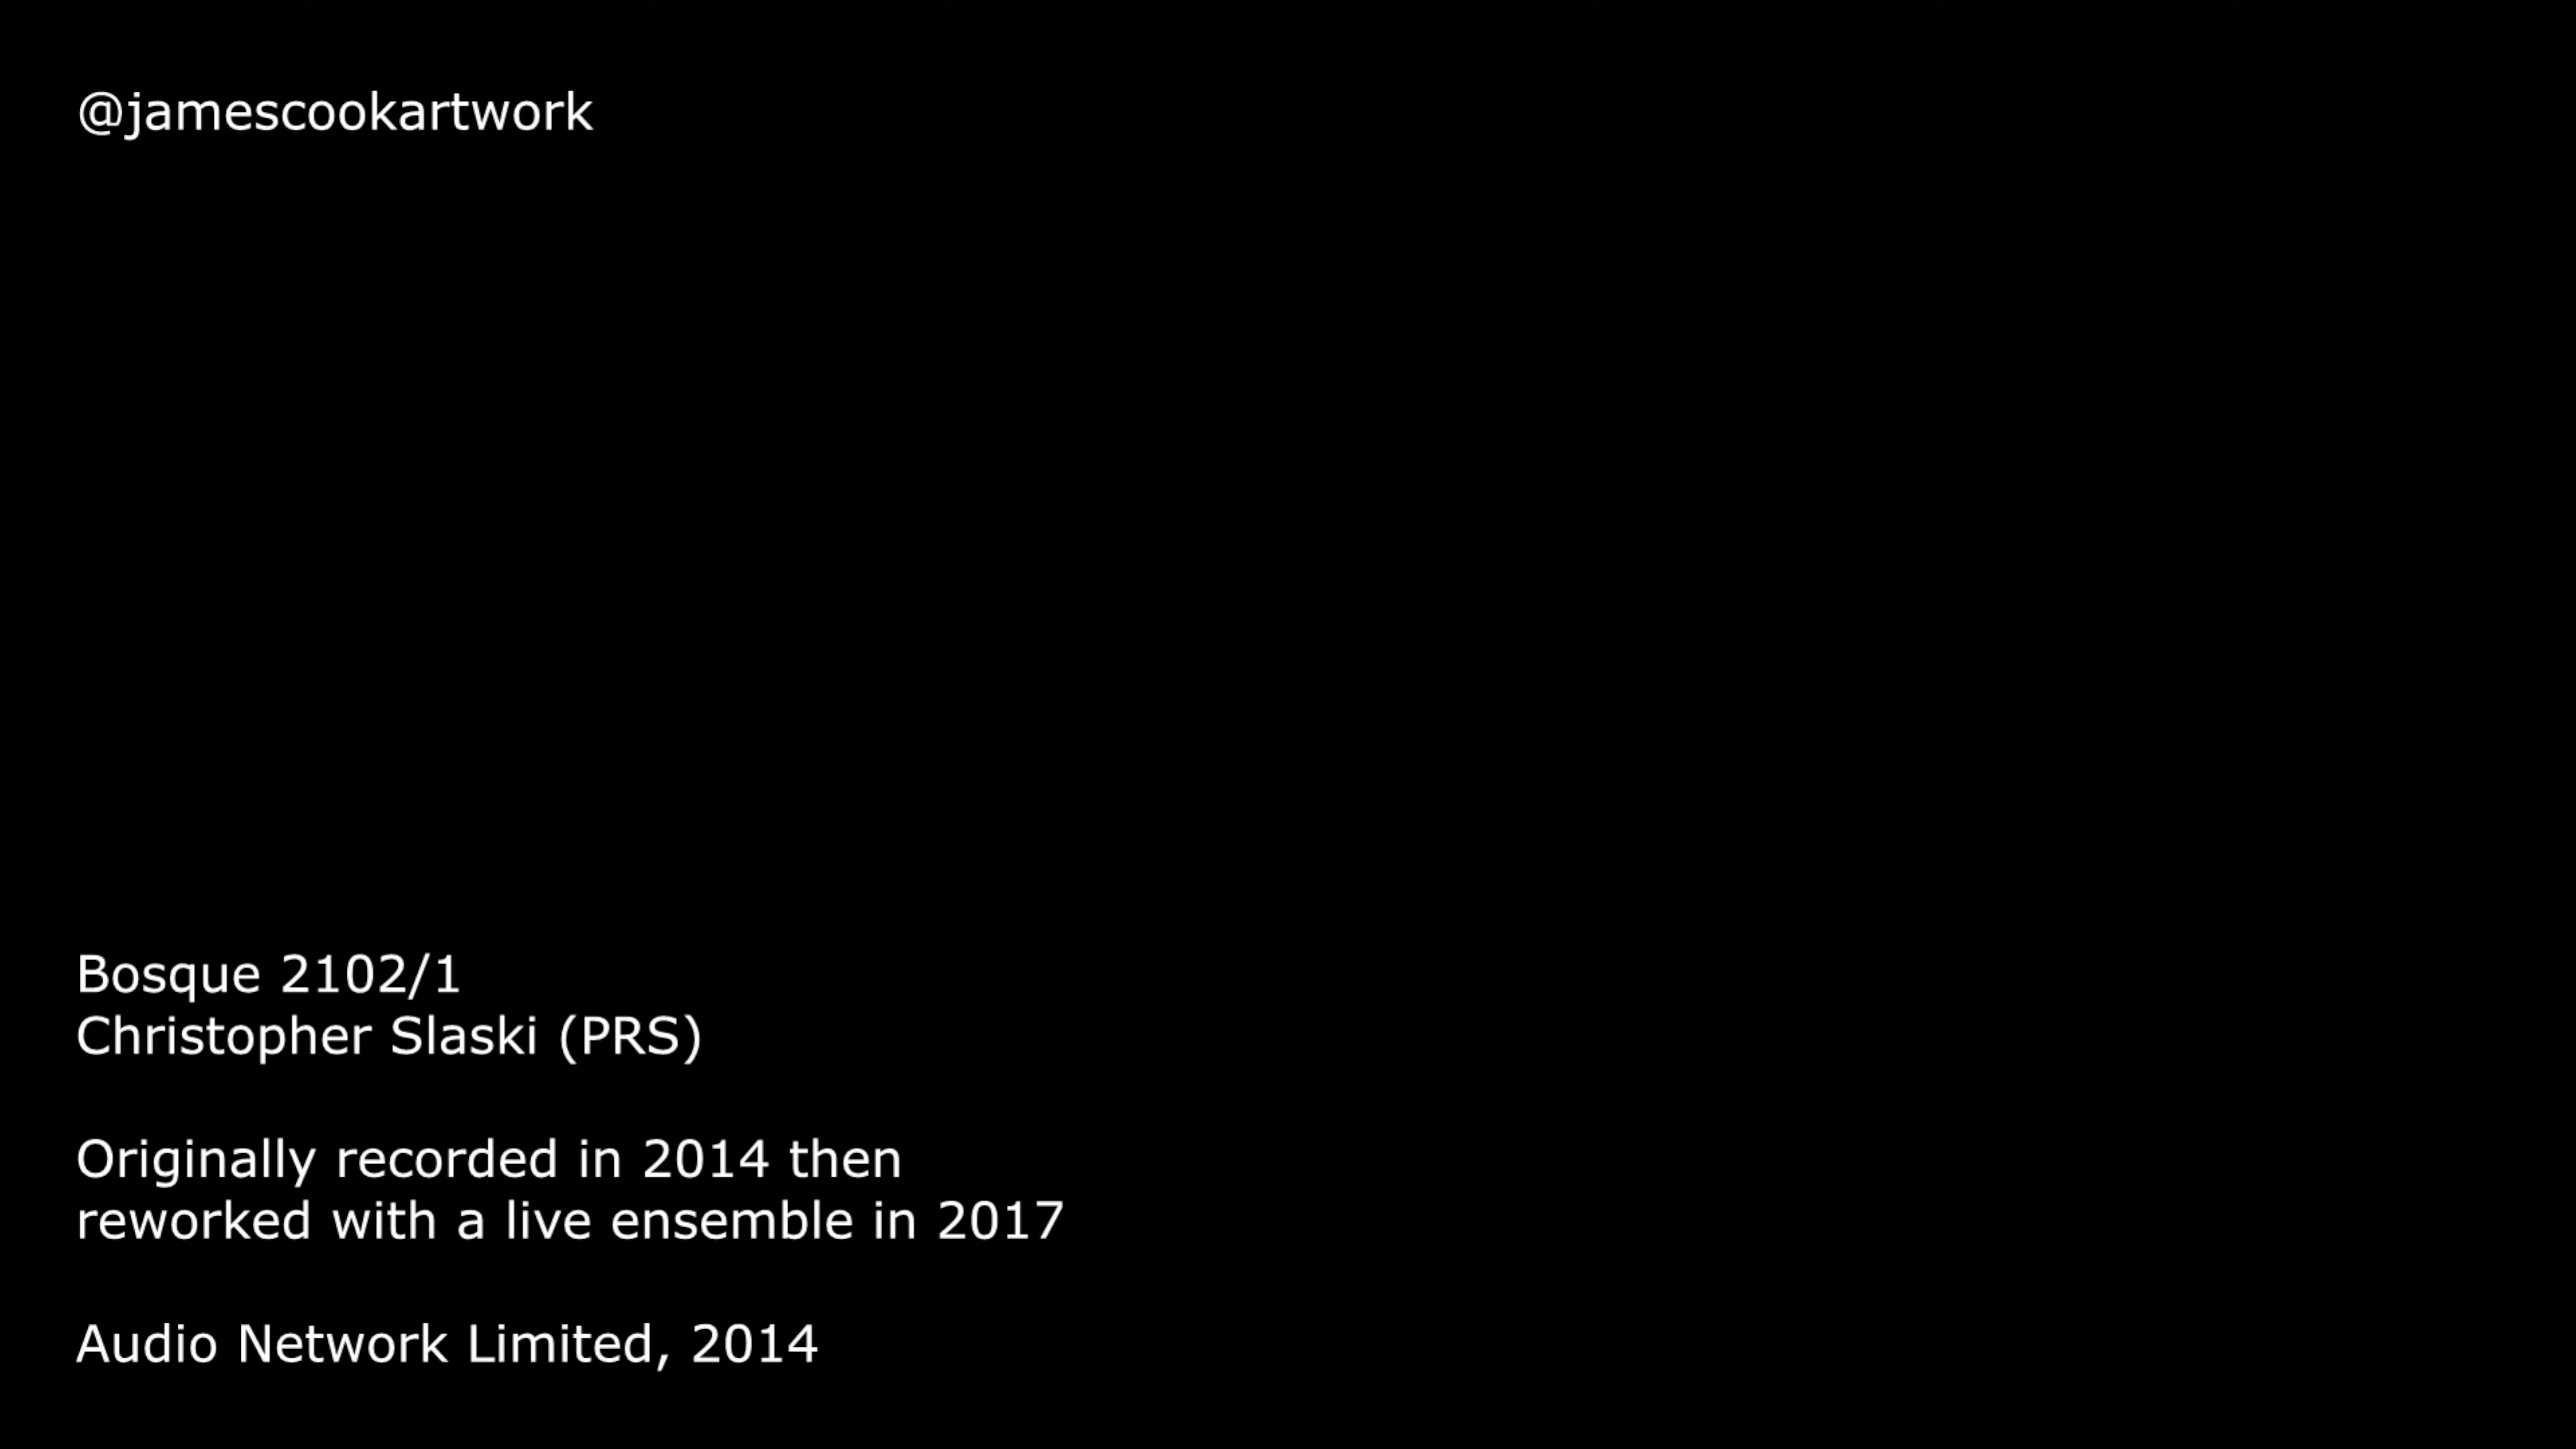 @jamescookartwork
Bosque 2102/1
Christopher Slaski (PRS)
Originally recorded in 2014 then
reworked with a live ensemble in 2017
Audio Network Limited, 2014